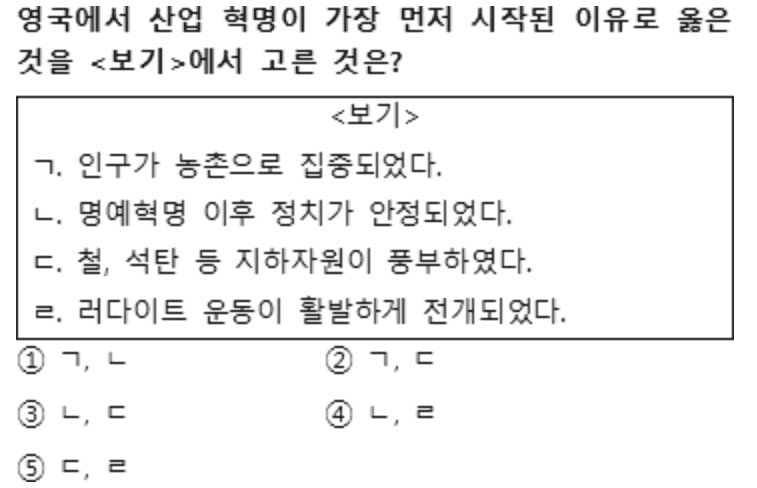 영국에서 산업 혁명이 가장 먼저 시작된 이유로 옳은
것을 <보기>에서 고른 것은?
<보기>
ㄱ. 인구가 농촌으로 집중되었다.
ㄴ. 명예혁명 이후 정치가 안정되었다.
ㄷ. 철, 석탄 등 지하자원이 풍부하였다.
ㄹ. 러다이트 운동이 활발하게 전개되었다.
① ㄱ, ㄴ ② ㄱ, ㄷ
③ ㄴ, ㄷ ④ ㄴ, ㄹ
⑤ ㄷ, ㄹ